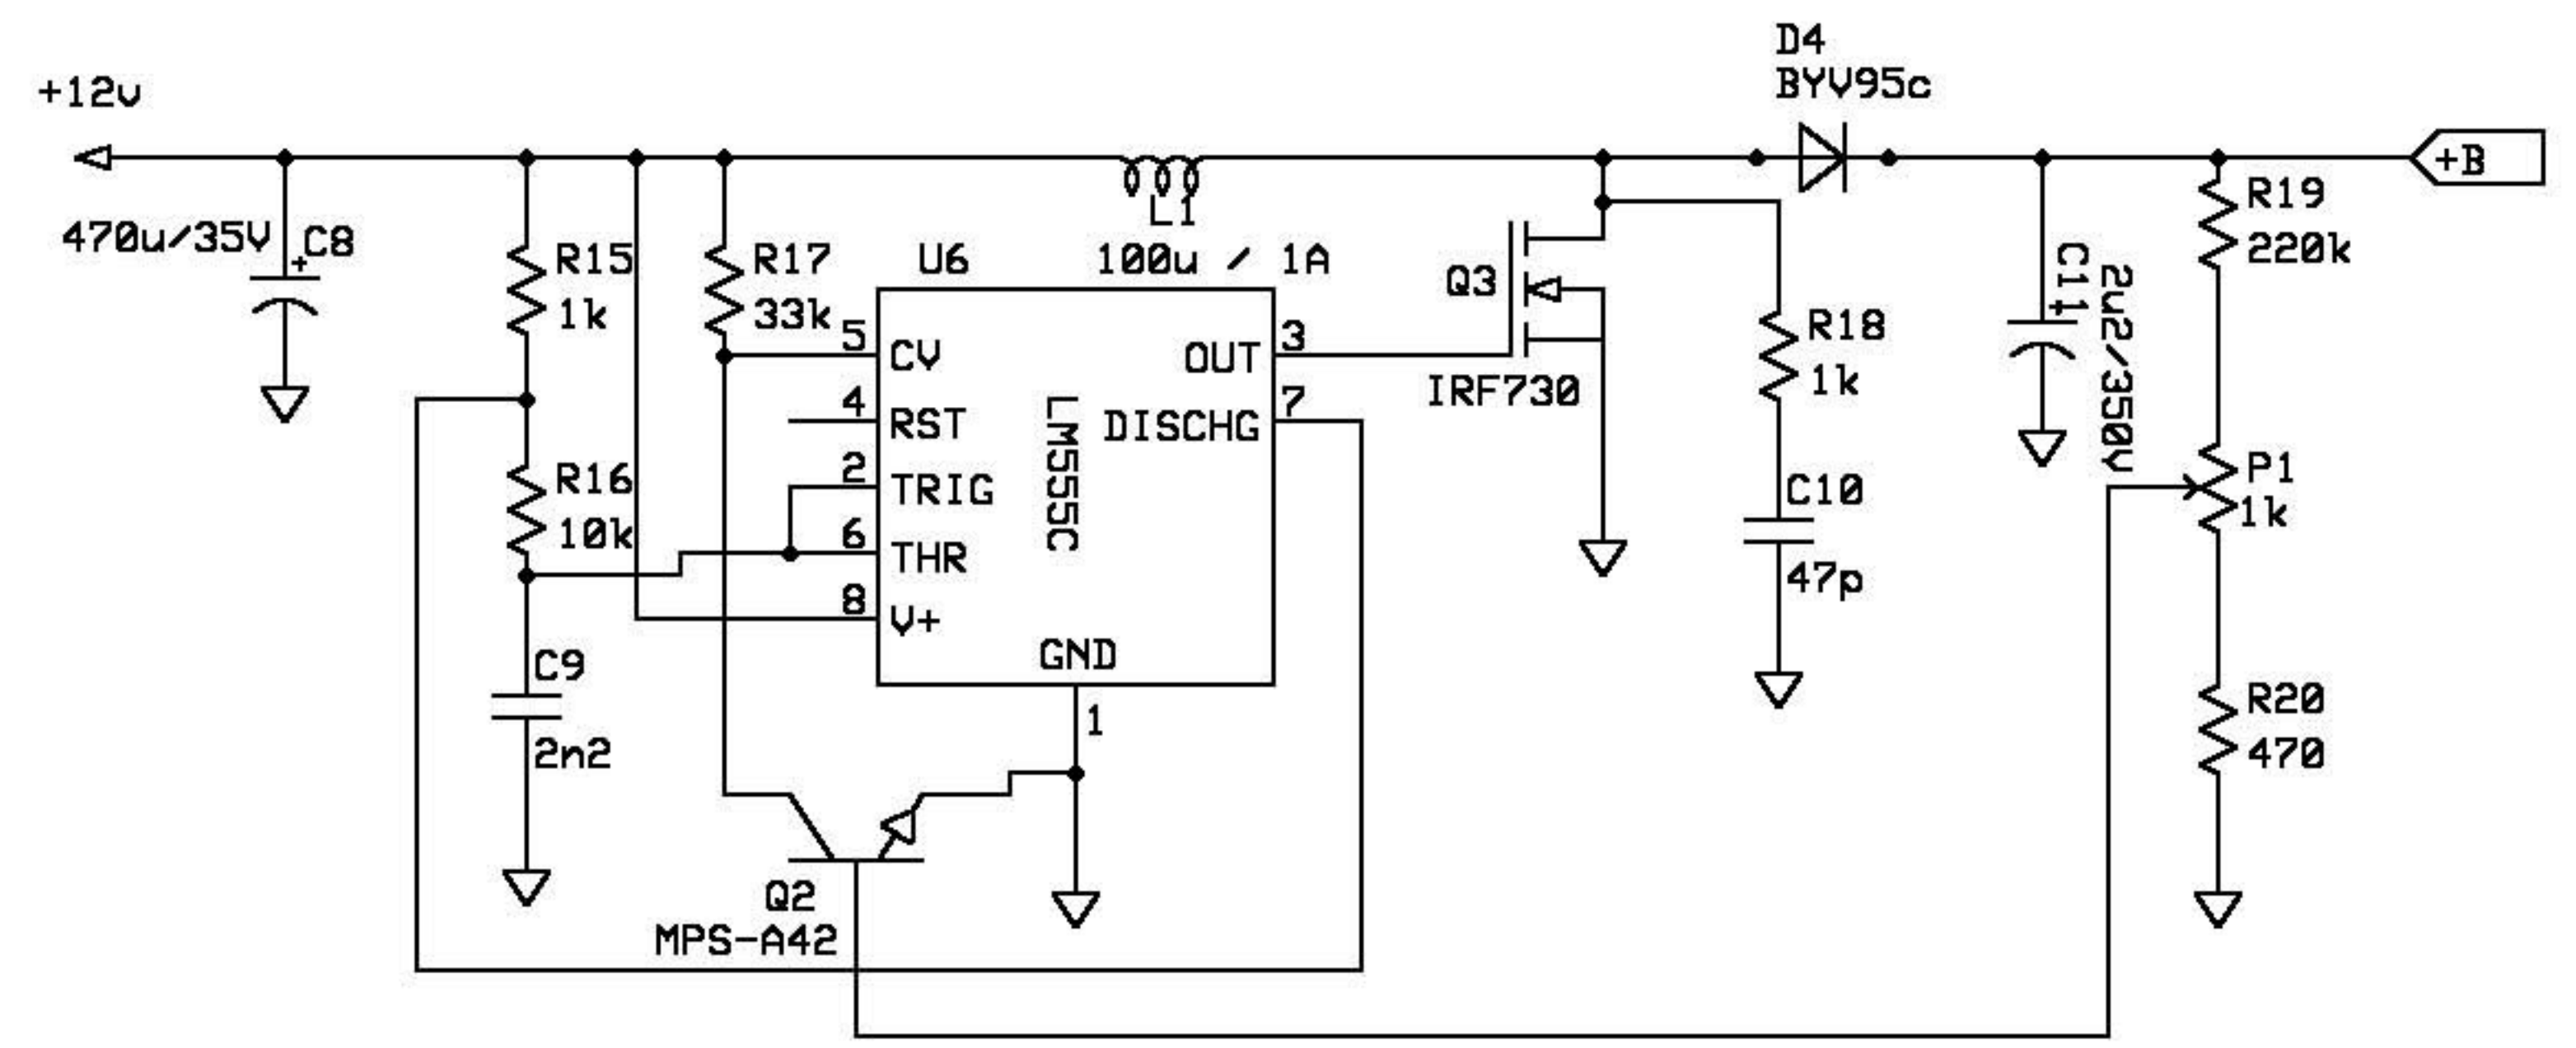 D4
BYV95c
+12v
+B
R19
220k
470u/35V
C8
+
R15
1k
R17
33k
U6
L1
100u / 1A
Q3
IRF730
C11
+
2u2/350V
R18
1k
5
CV
OUT
3
4
RST
DISCHG
7
LM555C
2
TRIG
6
THR
8
V+
GND
1
R16
10k
C10
47p
P1
1k
C9
2n2
R20
470
Q2
MPS-A42